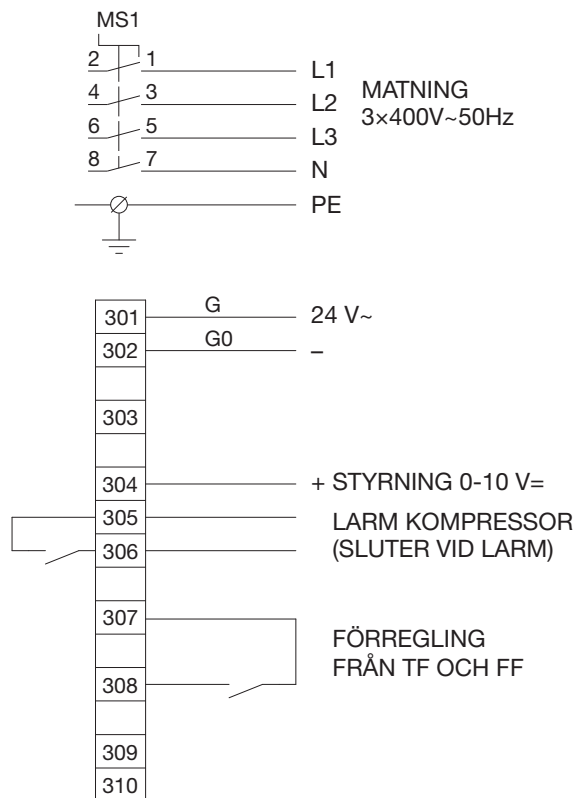 MS1
2 1 L1
4 3 L2
6 5 L3
8 7 N
PE
MATNING
3×400V~50Hz
301 G 24 V~
302 G0 –
303
304 + STYRNING 0-10 V=
305 LARM KOMPRESSOR
306 (SLUTER VID LARM)
307
FÖRREGLING
FRÅN TF OCH FF
308
309
310